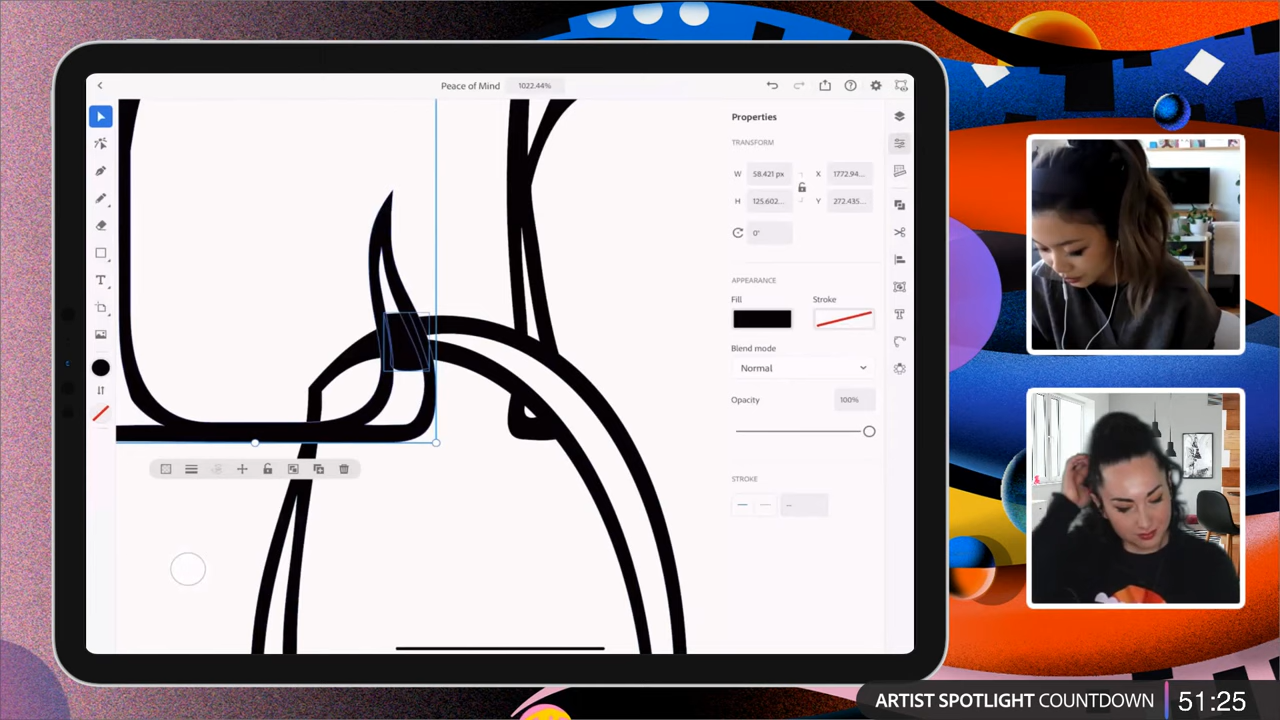 Peace of Mind
1022.44%
Properties
TRANSFORM
W 58.421 px X 1772.94...
H 125.602... Y 272.435...
0°
APPEARANCE
Fill Stroke
Blend mode
Normal
Opacity 100%
STROKE
ARTIST SPOTLIGHT COUNTDOWN 51:25